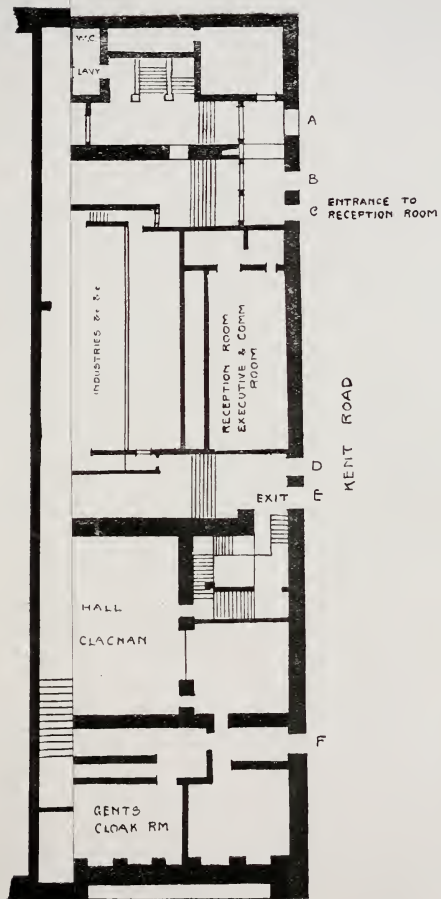 W.C.
LAVY
A
B
C ENTRANCE TO
RECEPTION ROOM
INDUSTRIES &c &c
RECEPTION ROOM
EXECUTIVE & COMM
ROOM
KENT ROAD
D
EXIT E
HALL
CLACHAN
F
GENTS
CLOAK RM